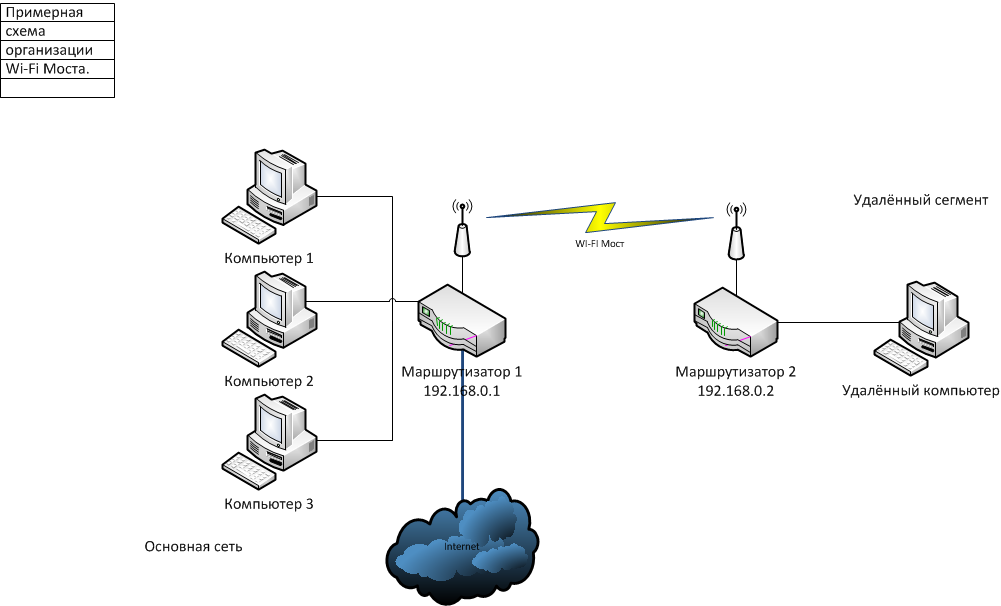 Примерная
схема
организации
Wi-Fi Моста.
Удалённый сегмент
WI-FI Мост
Компьютер 1
Компьютер 2
Маршрутизатор 1
192.168.0.1
Маршрутизатор 2
192.168.0.2
Удалённый компьютер
Компьютер 3
Основная сеть
Internet